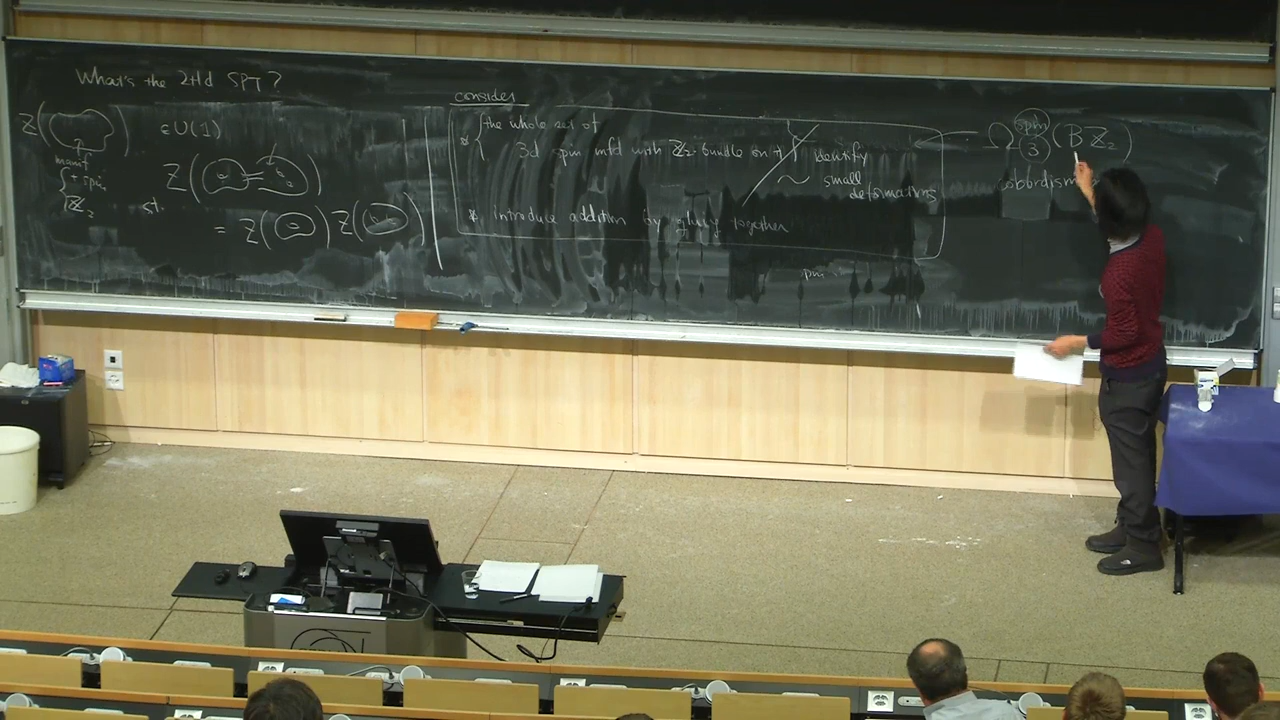 What's the 2+1d SPT?
Z( ) ∈ U(1)
manif
+ spin
Z₂
Z( )
st.
= Z( ) Z( )
consider
* { the whole set of
3d spin mfd with Z₂-bundle on it
identify
~ small
deformations
* introduce addition by gluing together
Ω₃^spin (BZ₂)
cobordism